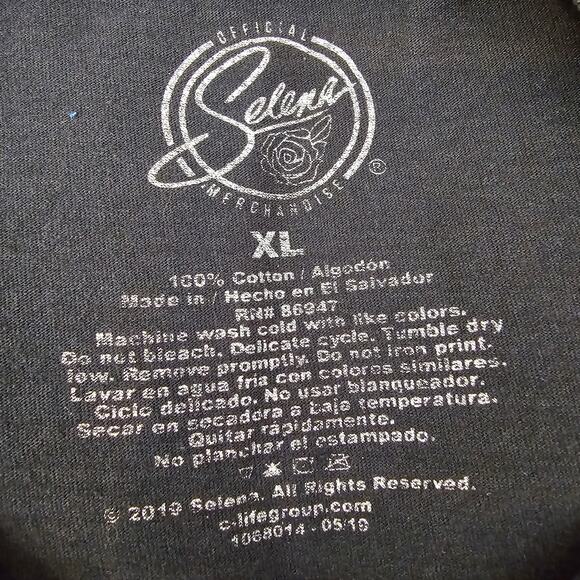 OFFICIAL
Selena
MERCHANDISE
®
XL
100% Cotton / Algodón
Made in / Hecho en El Salvador
RN# 86947
Machine wash cold with like colors.
Do not bleach. Delicate cycle. Tumble dry
low. Remove promptly. Do not iron print.
Lavar en agua fria con colores similares.
Ciclo delicado. No usar blanqueador.
Secar en secadora a baja temperatura.
Quitar rápidamente.
No planchar el estampado.
© 2019 Selena. All Rights Reserved.
c-lifegroup.com
1068014 - 05/19